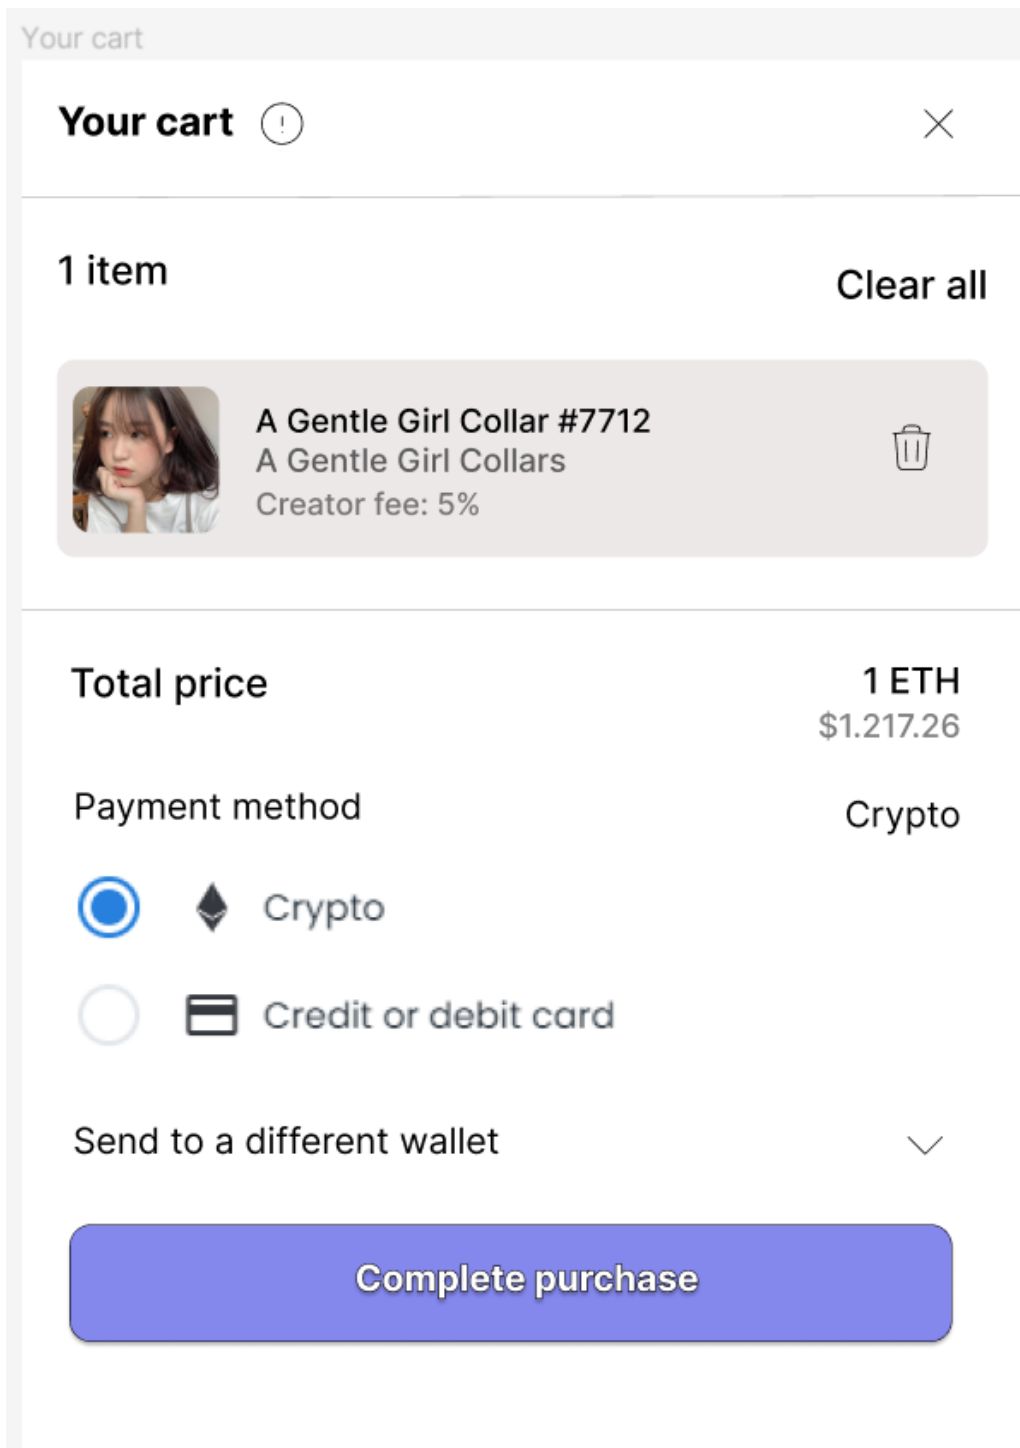 Your cart
Your cart
1 item
Clear all
A Gentle Girl Collar #7712
A Gentle Girl Collars
Creator fee: 5%
Total price
1 ETH
$1.217.26
Payment method
Crypto
Crypto
Credit or debit card
Send to a different wallet
Complete purchase